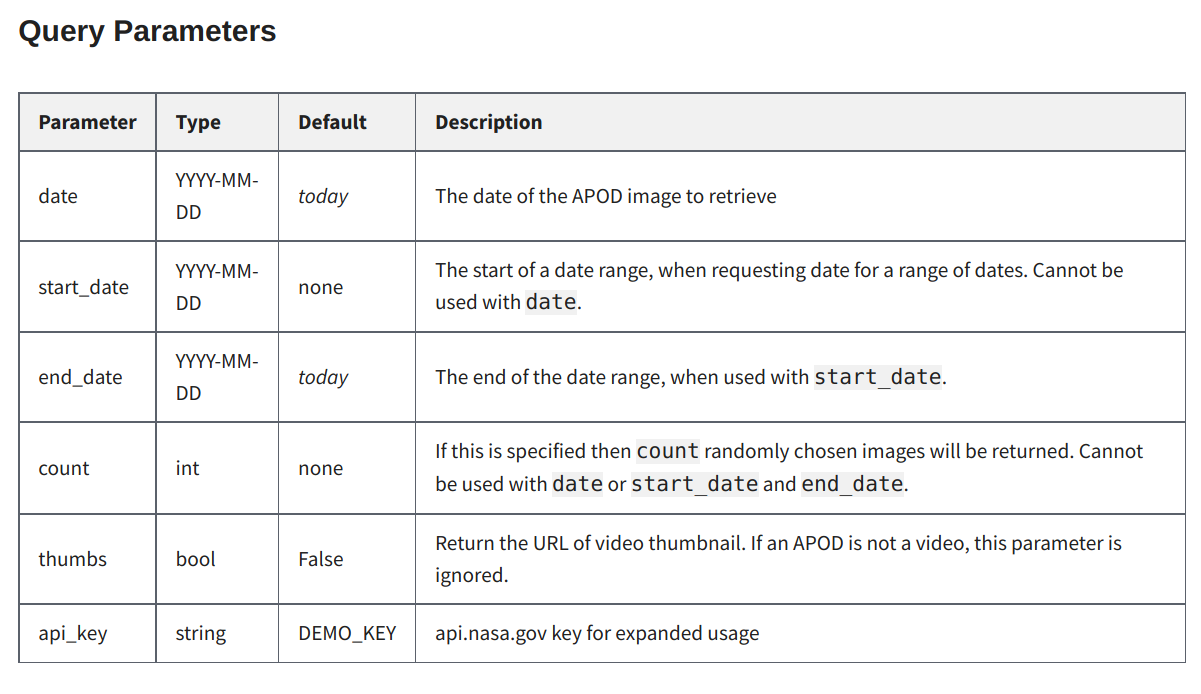 Query Parameters
Parameter Type Default Description
date YYYY-MM-DD today The date of the APOD image to retrieve
start_date YYYY-MM-DD none The start of a date range, when requesting date for a range of dates. Cannot be used with date.
end_date YYYY-MM-DD today The end of the date range, when used with start_date.
count int none If this is specified then count randomly chosen images will be returned. Cannot be used with date or start_date and end_date.
thumbs bool False Return the URL of video thumbnail. If an APOD is not a video, this parameter is ignored.
api_key string DEMO_KEY api.nasa.gov key for expanded usage